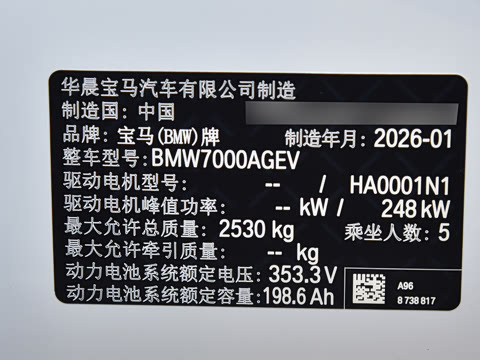 华晨宝马汽车有限公司制造
制造国：中国
品牌：宝马(BMW)牌 制造年月：2026-01
整车型号：BMW7000AGEV
驱动电机型号： -- / HA0001N1
驱动电机峰值功率： -- kW / 248 kW
最大允许总质量：2530 kg 乘坐人数：5
最大允许牵引质量： -- kg
动力电池系统额定电压：353.3 V
动力电池系统额定容量：198.6 Ah
A96
8 738 817